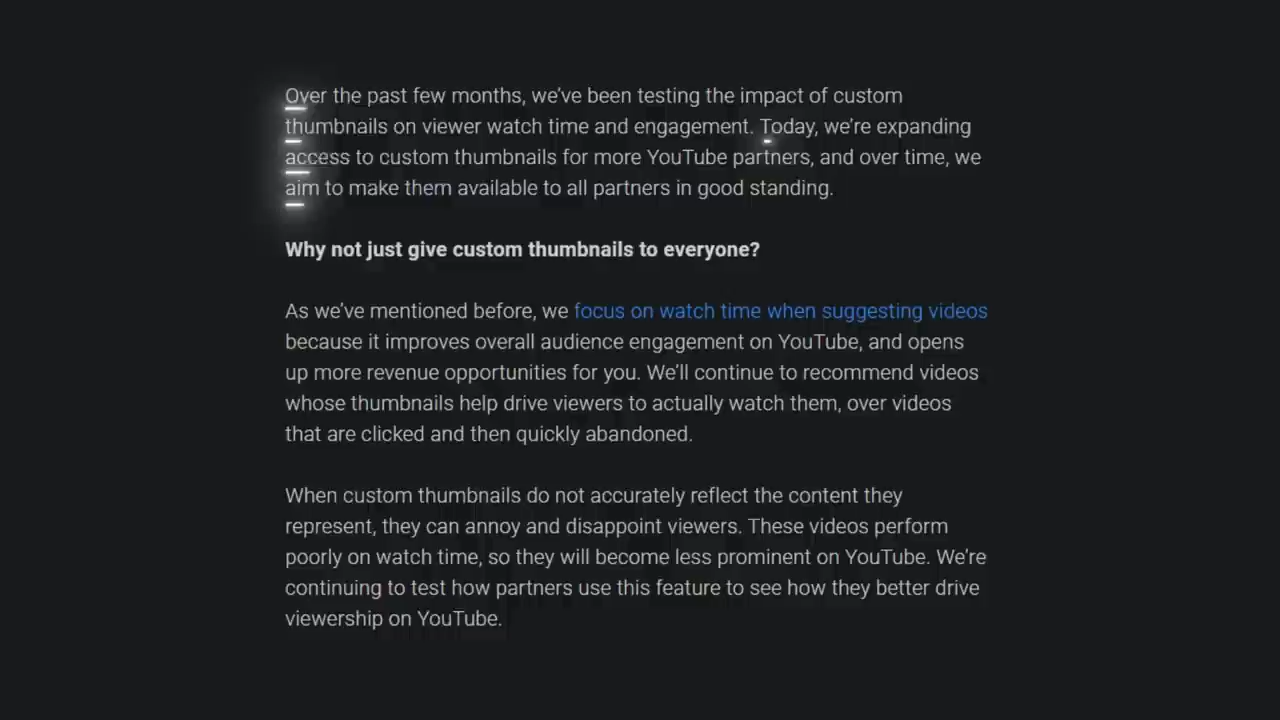 Over the past few months, we've been testing the impact of custom
thumbnails on viewer watch time and engagement. Today, we're expanding
access to custom thumbnails for more YouTube partners, and over time, we
aim to make them available to all partners in good standing.
Why not just give custom thumbnails to everyone?
As we've mentioned before, we focus on watch time when suggesting videos
because it improves overall audience engagement on YouTube, and opens
up more revenue opportunities for you. We'll continue to recommend videos
whose thumbnails help drive viewers to actually watch them, over videos
that are clicked and then quickly abandoned.
When custom thumbnails do not accurately reflect the content they
represent, they can annoy and disappoint viewers. These videos perform
poorly on watch time, so they will become less prominent on YouTube. We're
continuing to test how partners use this feature to see how they better drive
viewership on YouTube.